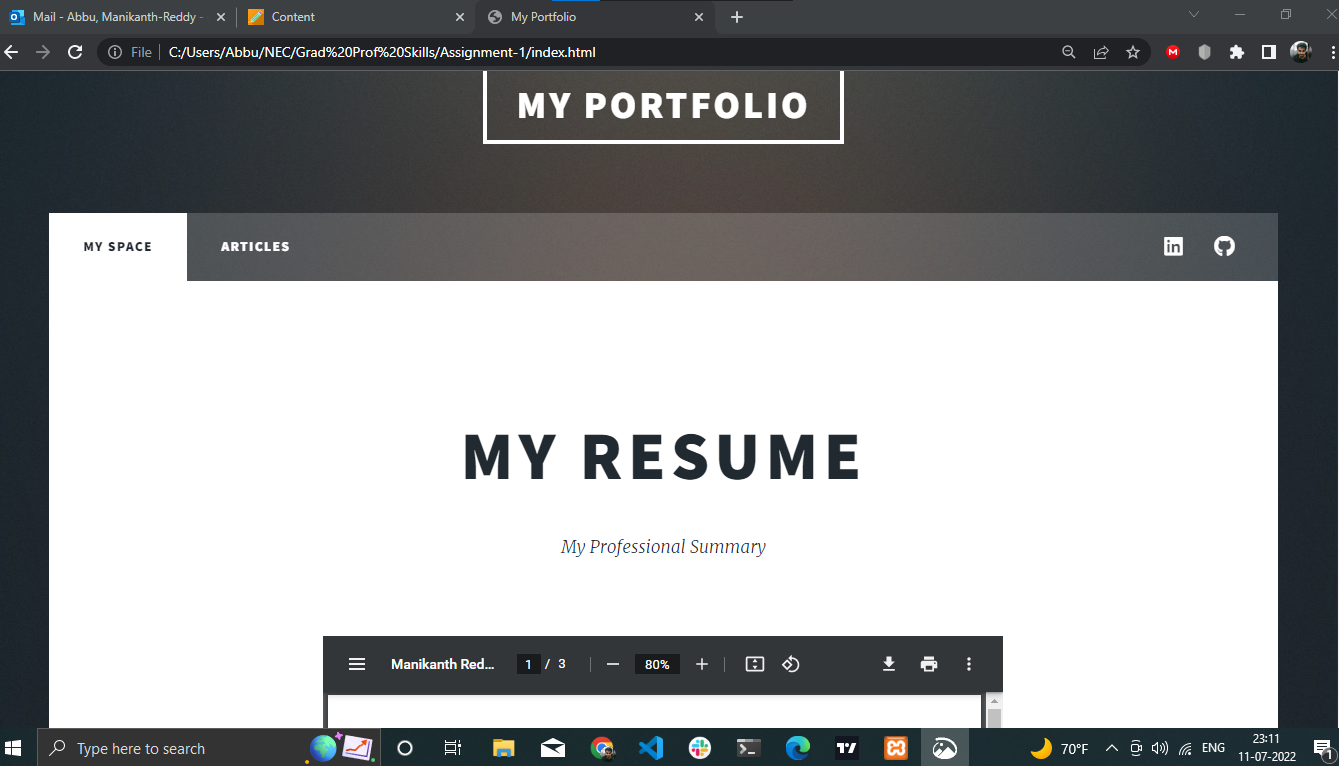 Mail - Abbu, Manikanth-Reddy - Content My Portfolio
File C:/Users/Abbu/NEC/Grad%20Prof%20Skills/Assignment-1/index.html
MY PORTFOLIO
MY SPACE ARTICLES
MY RESUME
My Professional Summary
Manikanth Red... 1 / 3 80%
Type here to search 70°F ENG 23:11
11-07-2022 1